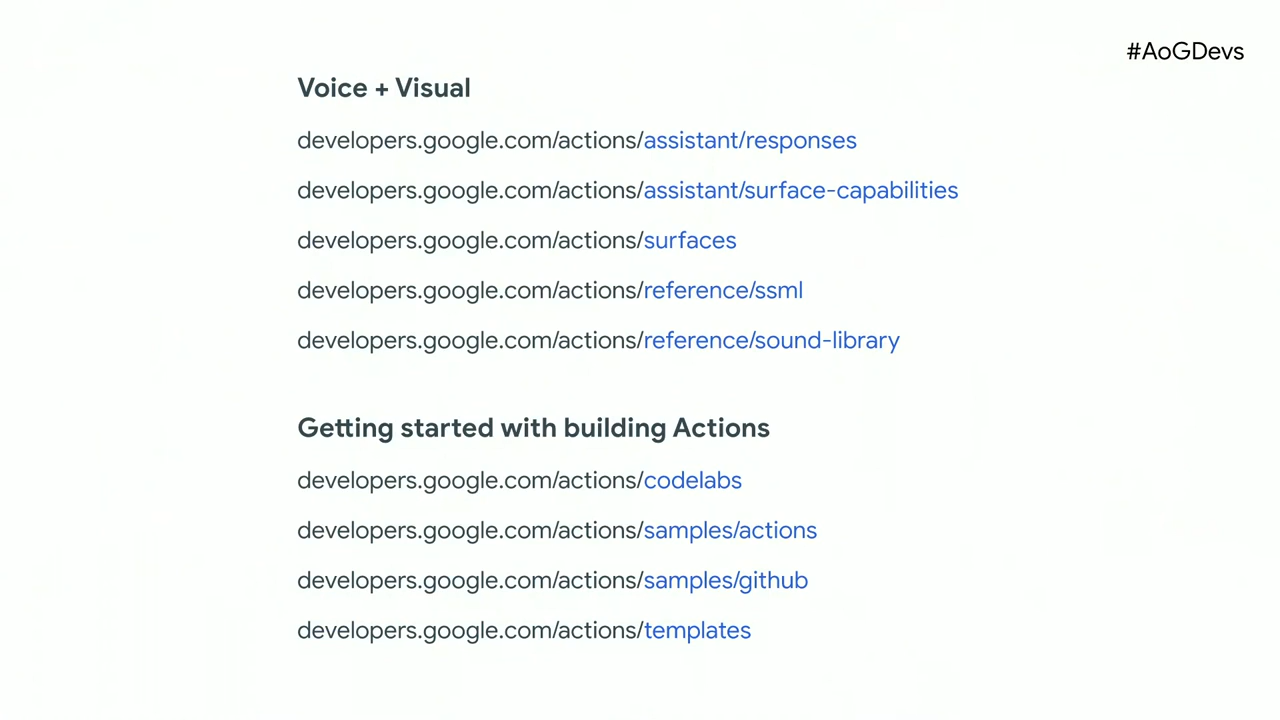 #AoGDevs
Voice + Visual
developers.google.com/actions/assistant/responses
developers.google.com/actions/assistant/surface-capabilities
developers.google.com/actions/surfaces
developers.google.com/actions/reference/ssml
developers.google.com/actions/reference/sound-library
Getting started with building Actions
developers.google.com/actions/codelabs
developers.google.com/actions/samples/actions
developers.google.com/actions/samples/github
developers.google.com/actions/templates